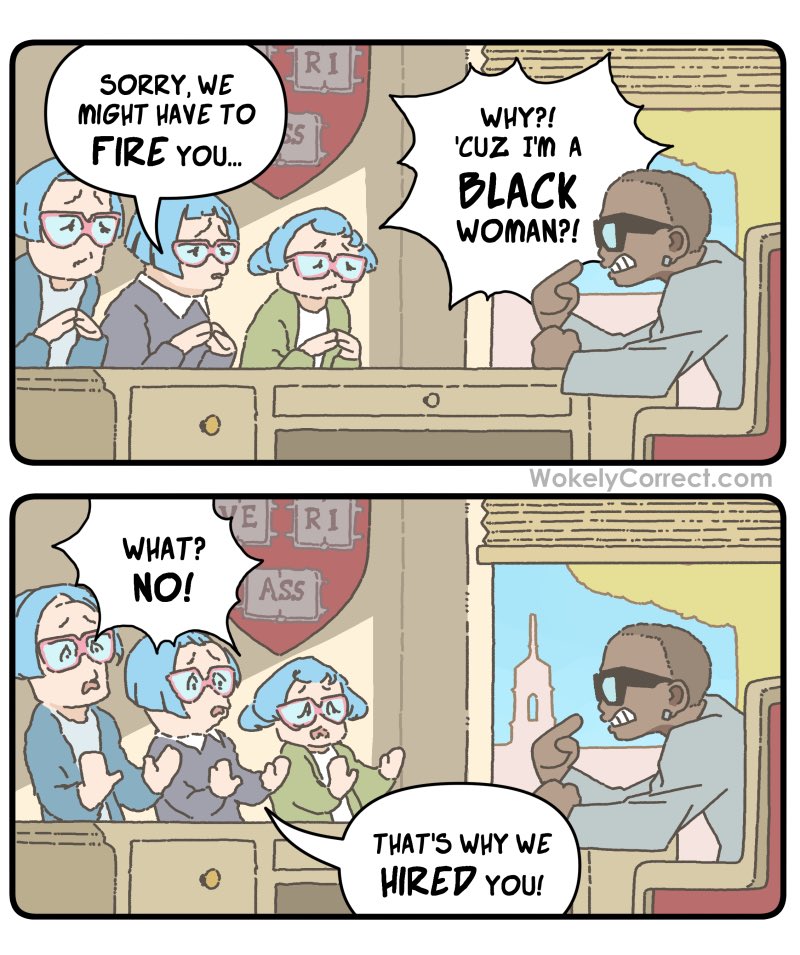 RI
SS
SORRY, WE
MIGHT HAVE TO
FIRE YOU...
WHY?!
'CUZ I'M A
BLACK
WOMAN?!
WokelyCorrect.com
VE RI
ASS
WHAT?
NO!
THAT'S WHY WE
HIRED YOU!